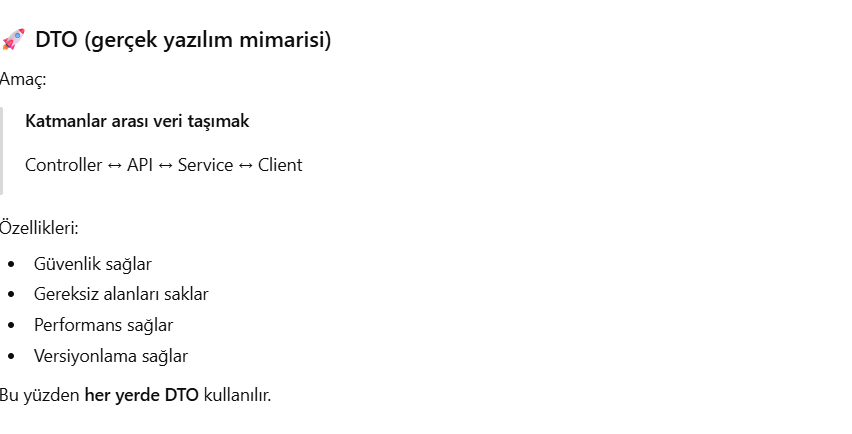 🚀 DTO (gerçek yazılım mimarisi)
Amaç:
Katmanlar arası veri taşımak
Controller ↔ API ↔ Service ↔ Client
Özellikleri:
• Güvenlik sağlar
• Gereksiz alanları saklar
• Performans sağlar
• Versiyonlama sağlar
Bu yüzden her yerde DTO kullanılır.